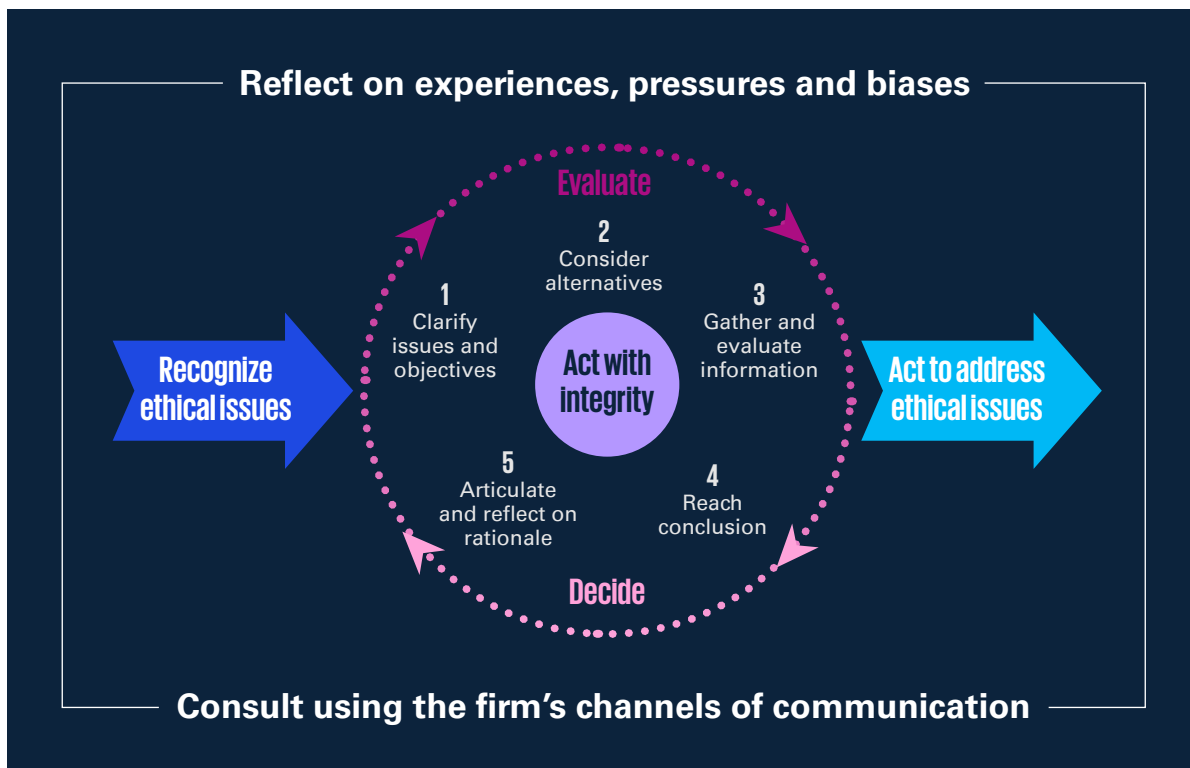 Reflect on experiences, pressures and biases
Evaluate
2
Consider
alternatives
1
Clarify
issues and
objectives
3
Gather and
evaluate
information
Recognize
ethical issues
Act with
integrity
Act to address
ethical issues
5
Articulate
and reflect on
rationale
4
Reach
conclusion
Decide
Consult using the firm’s channels of communication